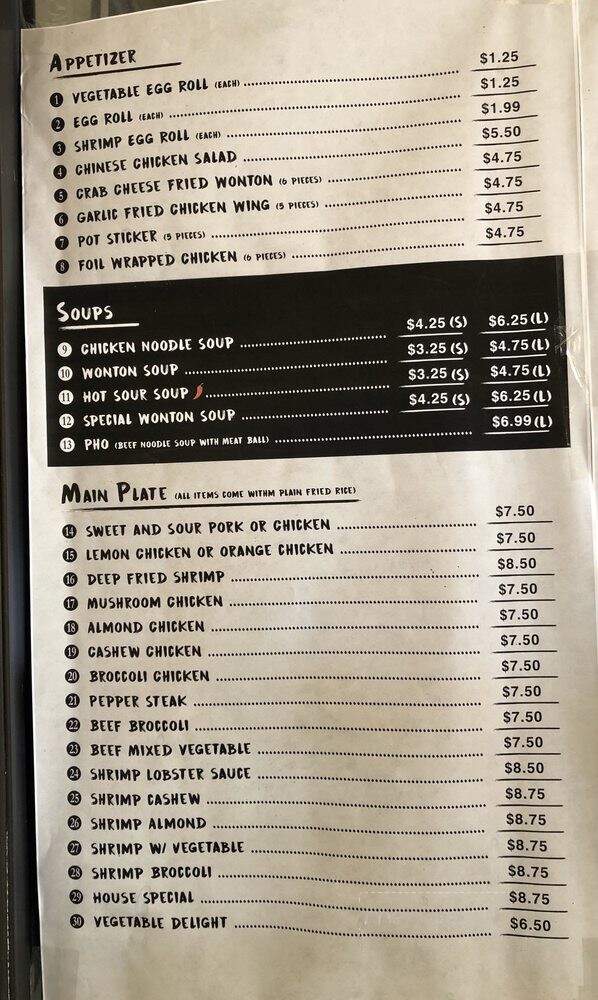 APPETIZER
1 VEGETABLE EGG ROLL (EACH) $1.25
2 EGG ROLL (EACH) $1.25
3 SHRIMP EGG ROLL (EACH) $1.99
4 CHINESE CHICKEN SALAD $5.50
5 CRAB CHEESE FRIED WONTON (6 PIECES) $4.75
6 GARLIC FRIED CHICKEN WING (5 PIECES) $4.75
7 POT STICKER (5 PIECES) $4.75
8 FOIL WRAPPED CHICKEN (6 PIECES) $4.75
SOUPS
9 CHICKEN NOODLE SOUP $4.25 (S) $6.25 (L)
10 WONTON SOUP $3.25 (S) $4.75 (L)
11 HOT SOUR SOUP $3.25 (S) $4.75 (L)
12 SPECIAL WONTON SOUP $4.25 (S) $6.25 (L)
13 PHO (BEEF NOODLE SOUP WITH MEAT BALL) $6.99 (L)
MAIN PLATE (ALL ITEMS COME WITHM PLAIN FRIED RICE)
14 SWEET AND SOUR PORK OR CHICKEN $7.50
15 LEMON CHICKEN OR ORANGE CHICKEN $7.50
16 DEEP FRIED SHRIMP $8.50
17 MUSHROOM CHICKEN $7.50
18 ALMOND CHICKEN $7.50
19 CASHEW CHICKEN $7.50
20 BROCCOLI CHICKEN $7.50
21 PEPPER STEAK $7.50
22 BEEF BROCCOLI $7.50
23 BEEF MIXED VEGETABLE $7.50
24 SHRIMP LOBSTER SAUCE $8.50
25 SHRIMP CASHEW $8.75
26 SHRIMP ALMOND $8.75
27 SHRIMP W/ VEGETABLE $8.75
28 SHRIMP BROCCOLI $8.75
29 HOUSE SPECIAL $8.75
30 VEGETABLE DELIGHT $6.50